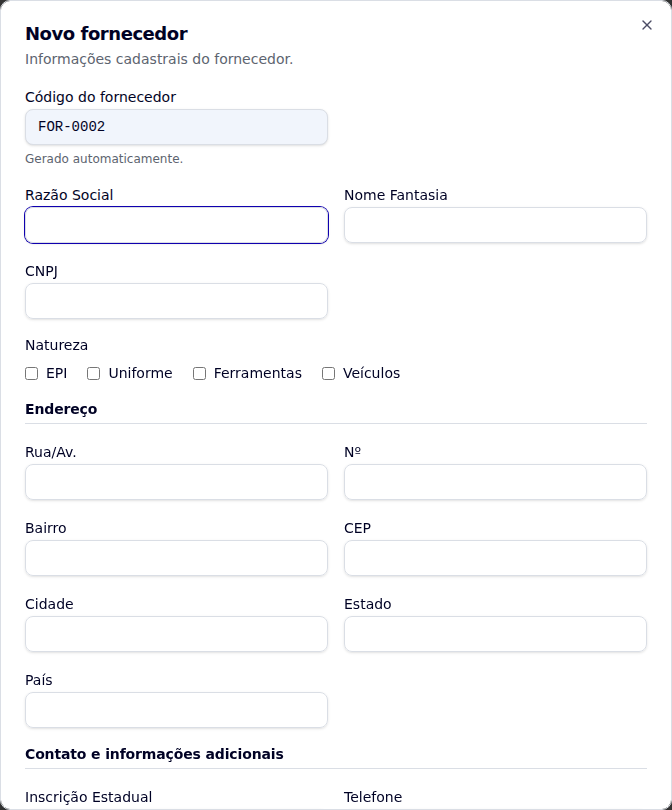 Novo fornecedor
Informações cadastrais do fornecedor.
Código do fornecedor
FOR-0002
Gerado automaticamente.
Razão Social Nome Fantasia
CNPJ
Natureza
EPI Uniforme Ferramentas Veículos
Endereço
Rua/Av. Nº
Bairro CEP
Cidade Estado
País
Contato e informações adicionais
Inscrição Estadual Telefone